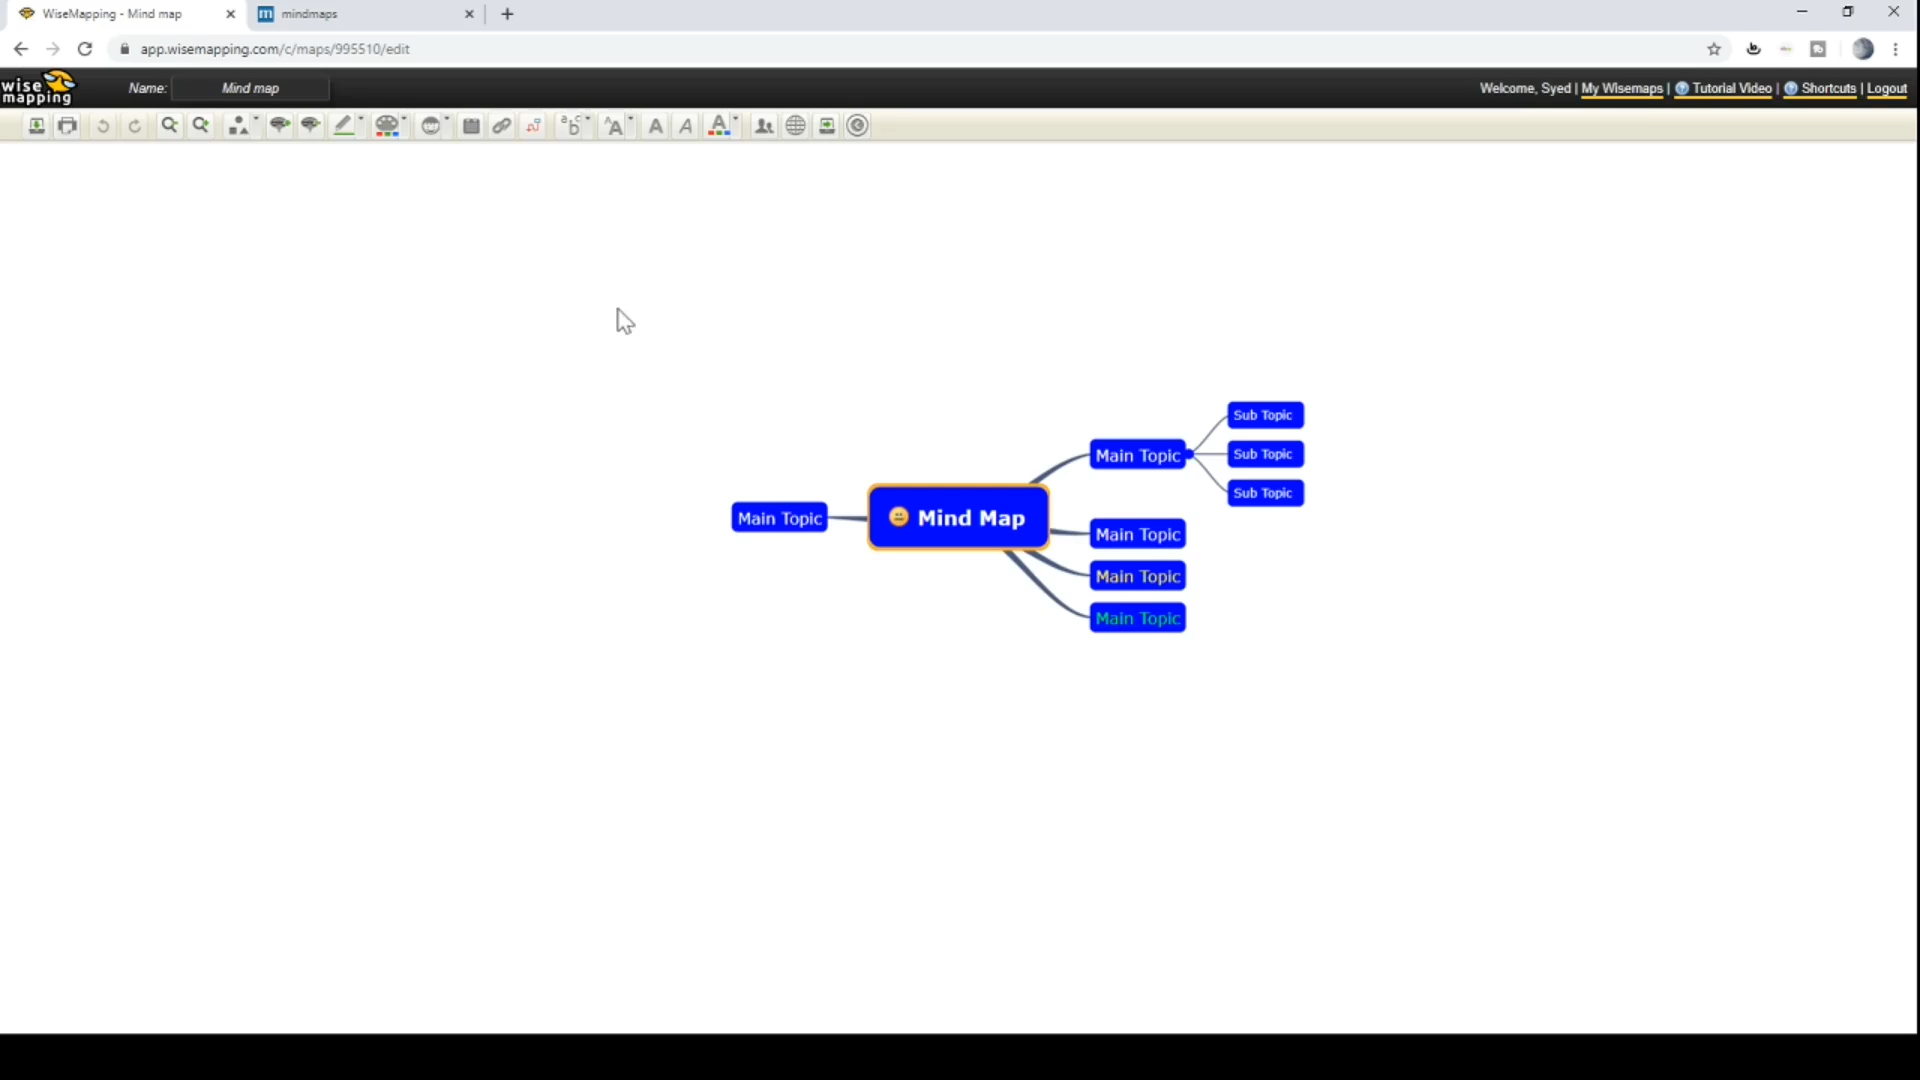 WiseMapping - Mind map
mindmaps
app.wisemapping.com/c/maps/995510/edit
wise
mapping
Name:
Mind map
Welcome, Syed | My Wisemaps | Tutorial Video | Shortcuts | Logout
Sub Topic
Main Topic
Sub Topic
Sub Topic
Main Topic
Mind Map
Main Topic
Main Topic
Main Topic